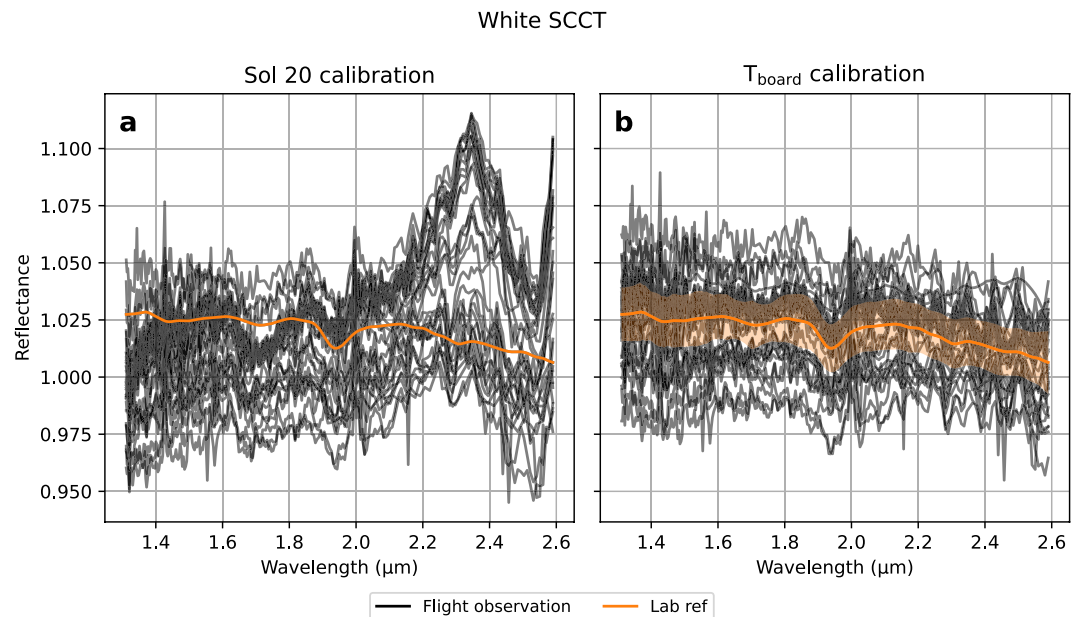 White SCCT
Sol 20 calibration
T_board calibration
a
b
1.100
1.075
1.050
1.025
1.000
0.975
0.950
Reflectance
1.4 1.6 1.8 2.0 2.2 2.4 2.6
1.4 1.6 1.8 2.0 2.2 2.4 2.6
Wavelength (μm)
Wavelength (μm)
Flight observation
Lab ref